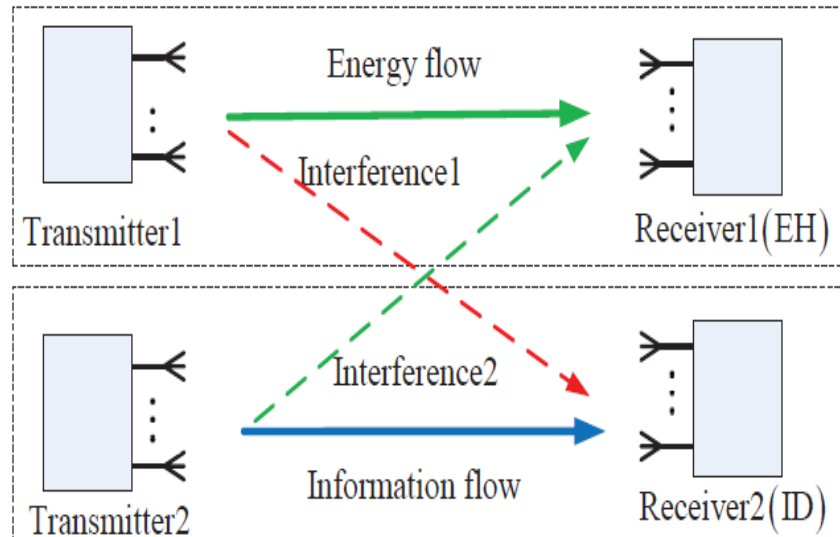 Energy flow
Interference1
Transmitter1
Receiver1(EH)
Interference2
Information flow
Transmitter2
Receiver2(ID)